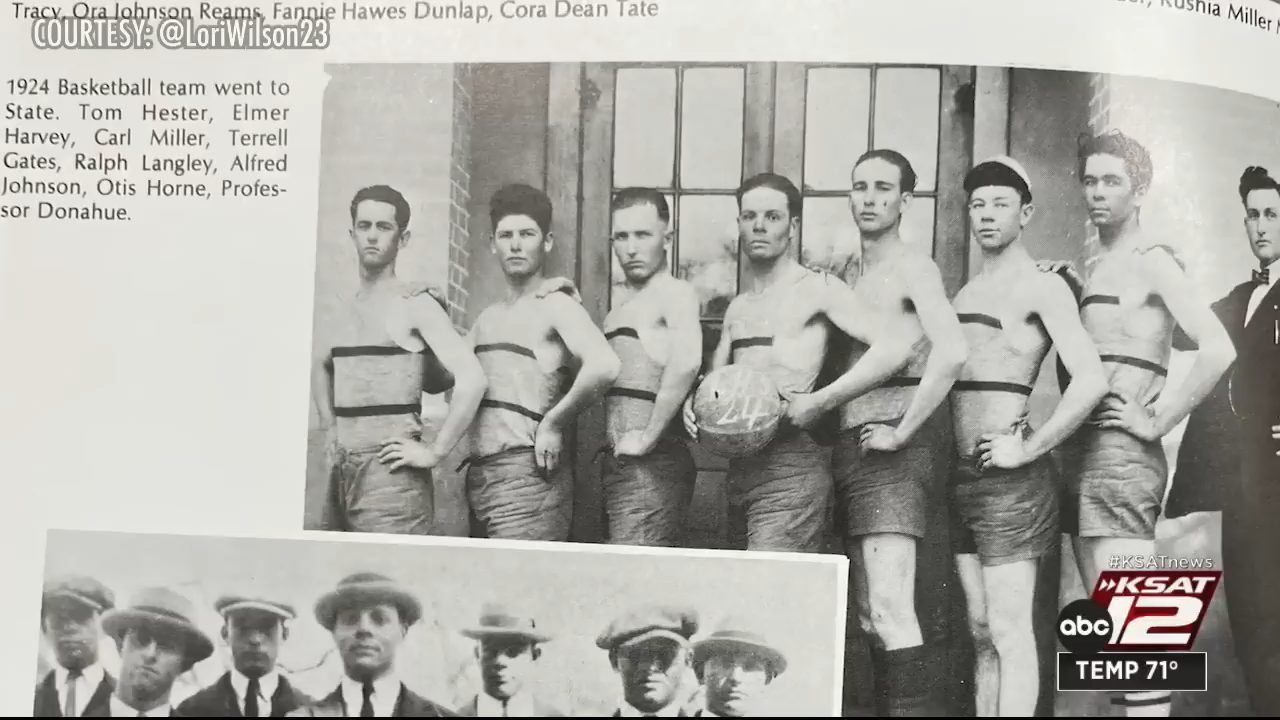 Tracy, Ora Johnson Reams, Fannie Hawes Dunlap, Cora Dean Tate
Rushia Miller
COURTESY: @LoriWilson23
1924 Basketball team went to
State. Tom Hester, Elmer
Harvey, Carl Miller, Terrell
Gates, Ralph Langley, Alfred
Johnson, Otis Horne, Profes-
sor Donahue.
24
#KSATnews
»KSAT
abc 12
TEMP 71°